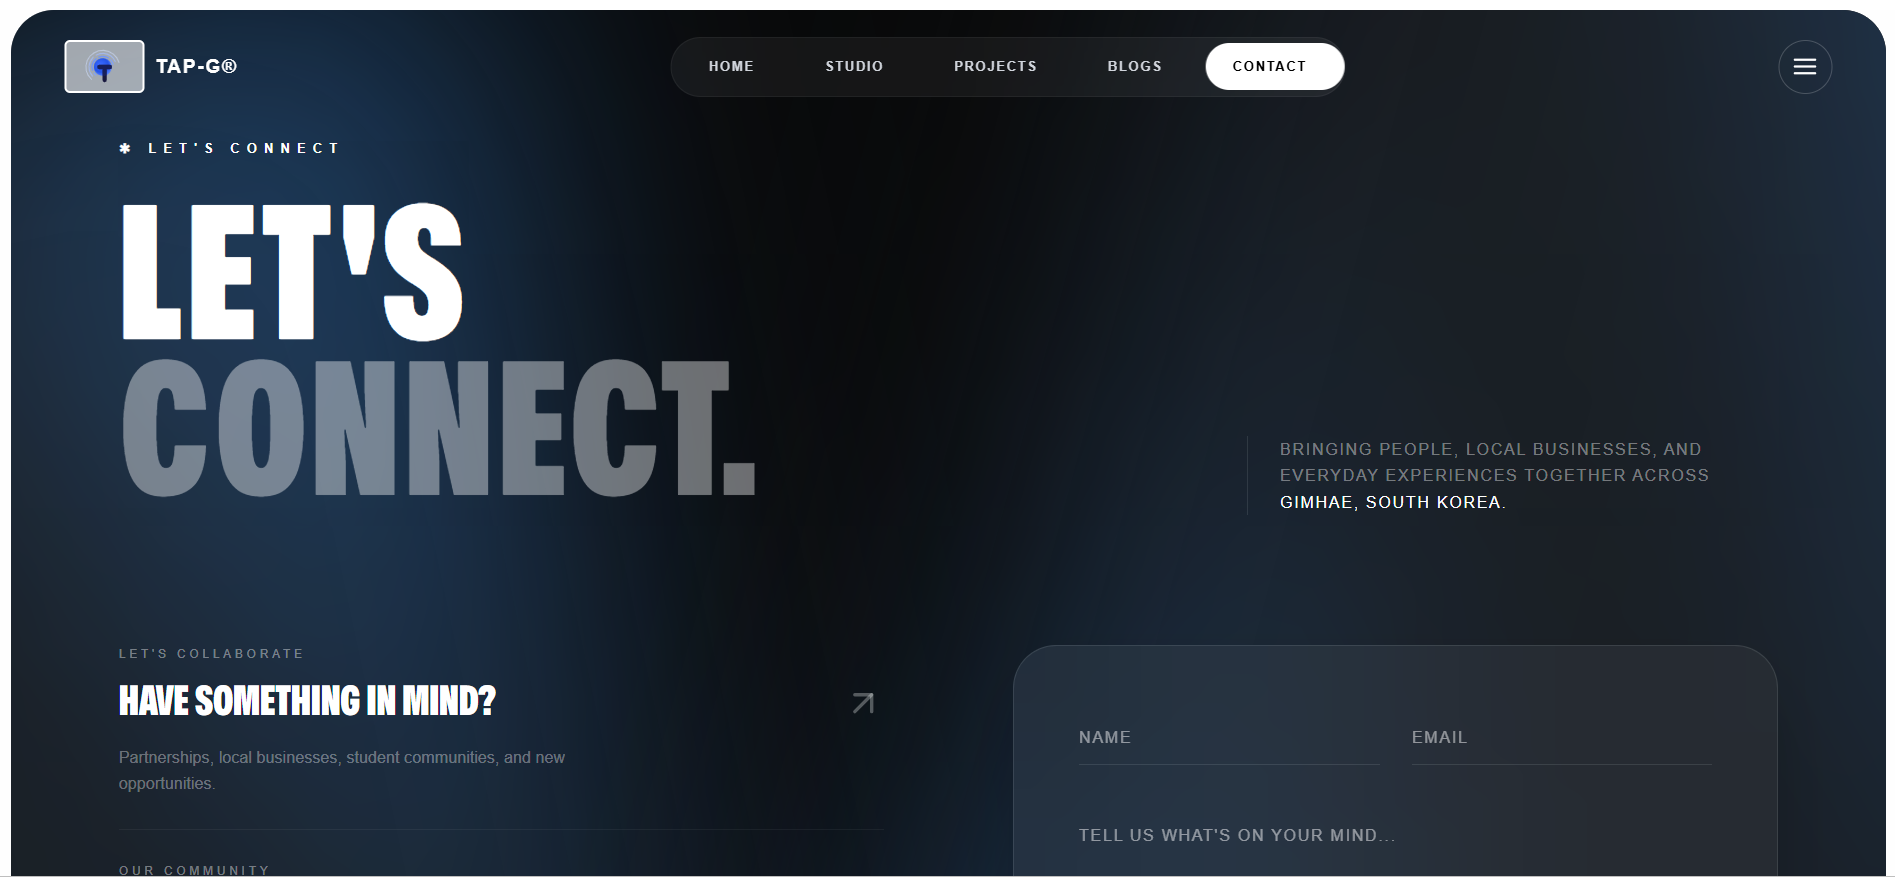 TAP-G®
HOME
STUDIO
PROJECTS
BLOGS
CONTACT
✱ LET'S CONNECT
LET'S
CONNECT.
BRINGING PEOPLE, LOCAL BUSINESSES, AND
EVERYDAY EXPERIENCES TOGETHER ACROSS
GIMHAE, SOUTH KOREA.
LET'S COLLABORATE
HAVE SOMETHING IN MIND?
Partnerships, local businesses, student communities, and new
opportunities.
OUR COMMUNITY
NAME
EMAIL
TELL US WHAT'S ON YOUR MIND...